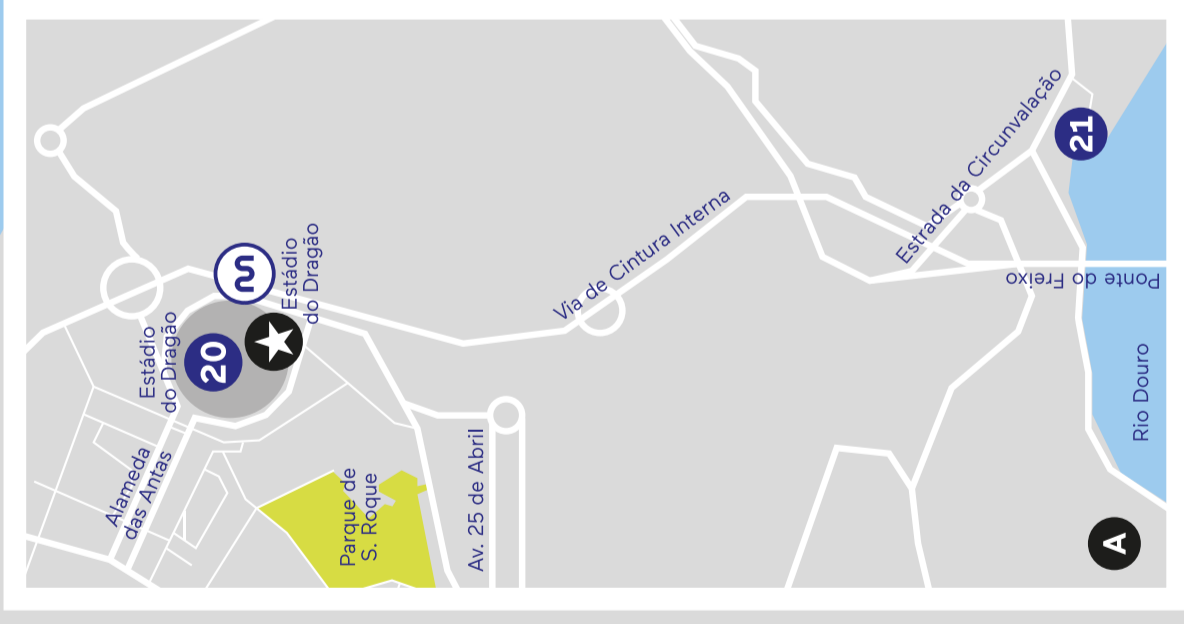 Estádio
do Dragão
20
Estádio
do Dragão
Alameda
das Antas
Parque de
S. Roque
Av. 25 de Abril
Via de Cintura Interna
Estrada da Circunvalação
21
Ponte do Freixo
Rio Douro
A